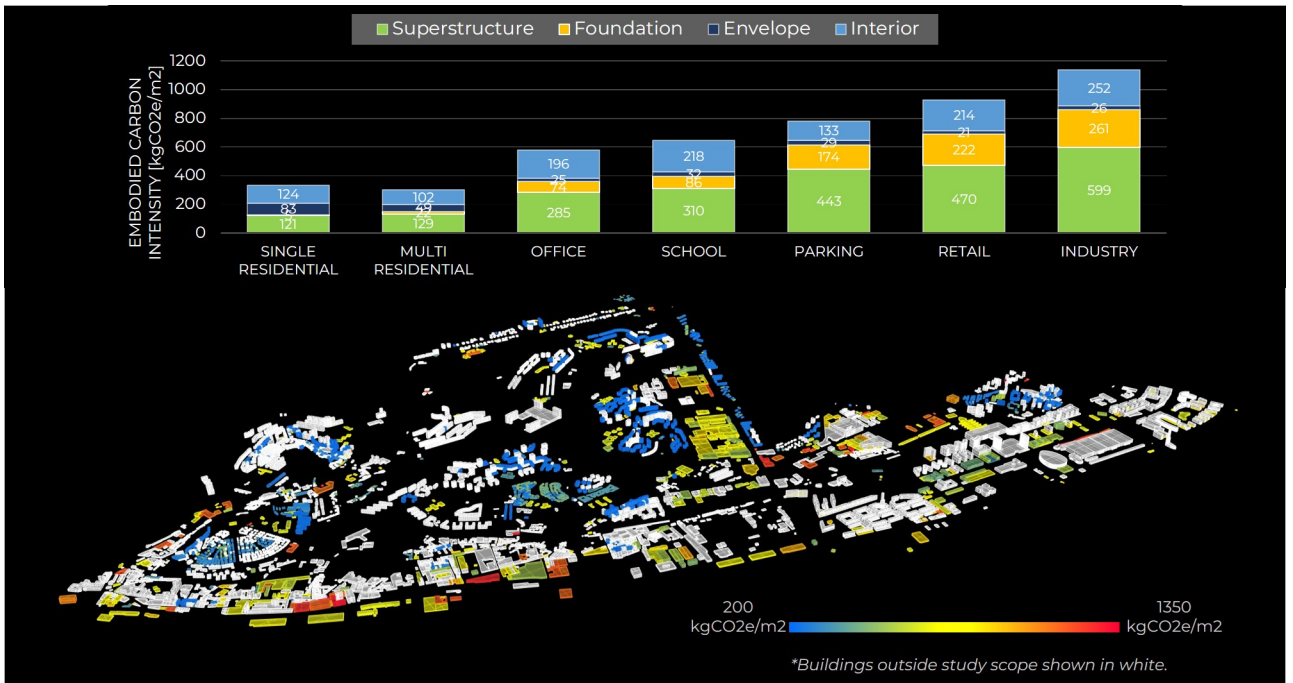 Superstructure Foundation Envelope Interior
EMBODIED CARBON
INTENSITY [kgCO2e/m2]
1200
1000
800
600
400
200
0
124
83
121
102
49
22
129
196
25
74
285
218
32
86
310
133
29
174
443
214
21
222
470
252
26
261
599
SINGLE
RESIDENTIAL
MULTI
RESIDENTIAL
OFFICE
SCHOOL
PARKING
RETAIL
INDUSTRY
200
kgCO2e/m2
1350
kgCO2e/m2
*Buildings outside study scope shown in white.